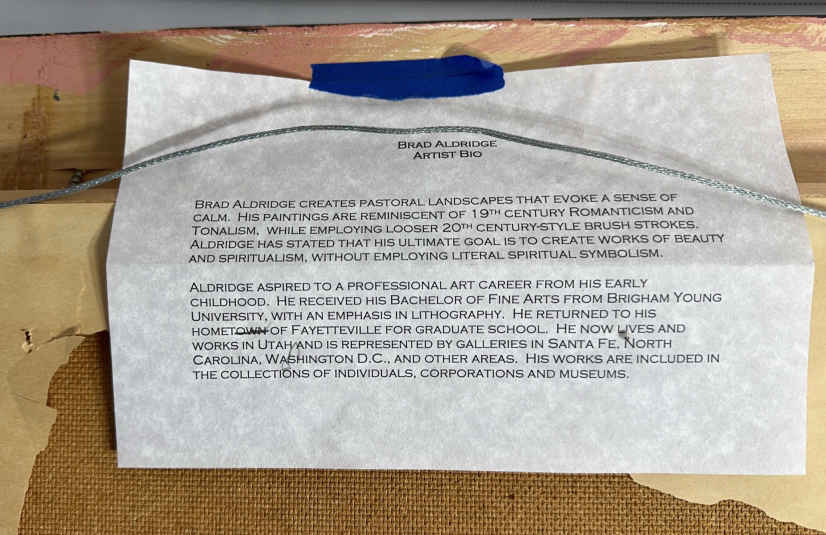 BRAD ALDRIDGE
ARTIST BIO
BRAD ALDRIDGE CREATES PASTORAL LANDSCAPES THAT EVOKE A SENSE OF
CALM. HIS PAINTINGS ARE REMINISCENT OF 19TH CENTURY ROMANTICISM AND
TONALISM, WHILE EMPLOYING LOOSER 20TH CENTURY-STYLE BRUSH STROKES.
ALDRIDGE HAS STATED THAT HIS ULTIMATE GOAL IS TO CREATE WORKS OF BEAUTY
AND SPIRITUALISM, WITHOUT EMPLOYING LITERAL SPIRITUAL SYMBOLISM.
ALDRIDGE ASPIRED TO A PROFESSIONAL ART CAREER FROM HIS EARLY
CHILDHOOD. HE RECEIVED HIS BACHELOR OF FINE ARTS FROM BRIGHAM YOUNG
UNIVERSITY, WITH AN EMPHASIS IN LITHOGRAPHY. HE RETURNED TO HIS
HOMETOWN OF FAYETTEVILLE FOR GRADUATE SCHOOL. HE NOW LIVES AND
WORKS IN UTAH AND IS REPRESENTED BY GALLERIES IN SANTA FE, NORTH
CAROLINA, WASHINGTON D.C., AND OTHER AREAS. HIS WORKS ARE INCLUDED IN
THE COLLECTIONS OF INDIVIDUALS, CORPORATIONS AND MUSEUMS.